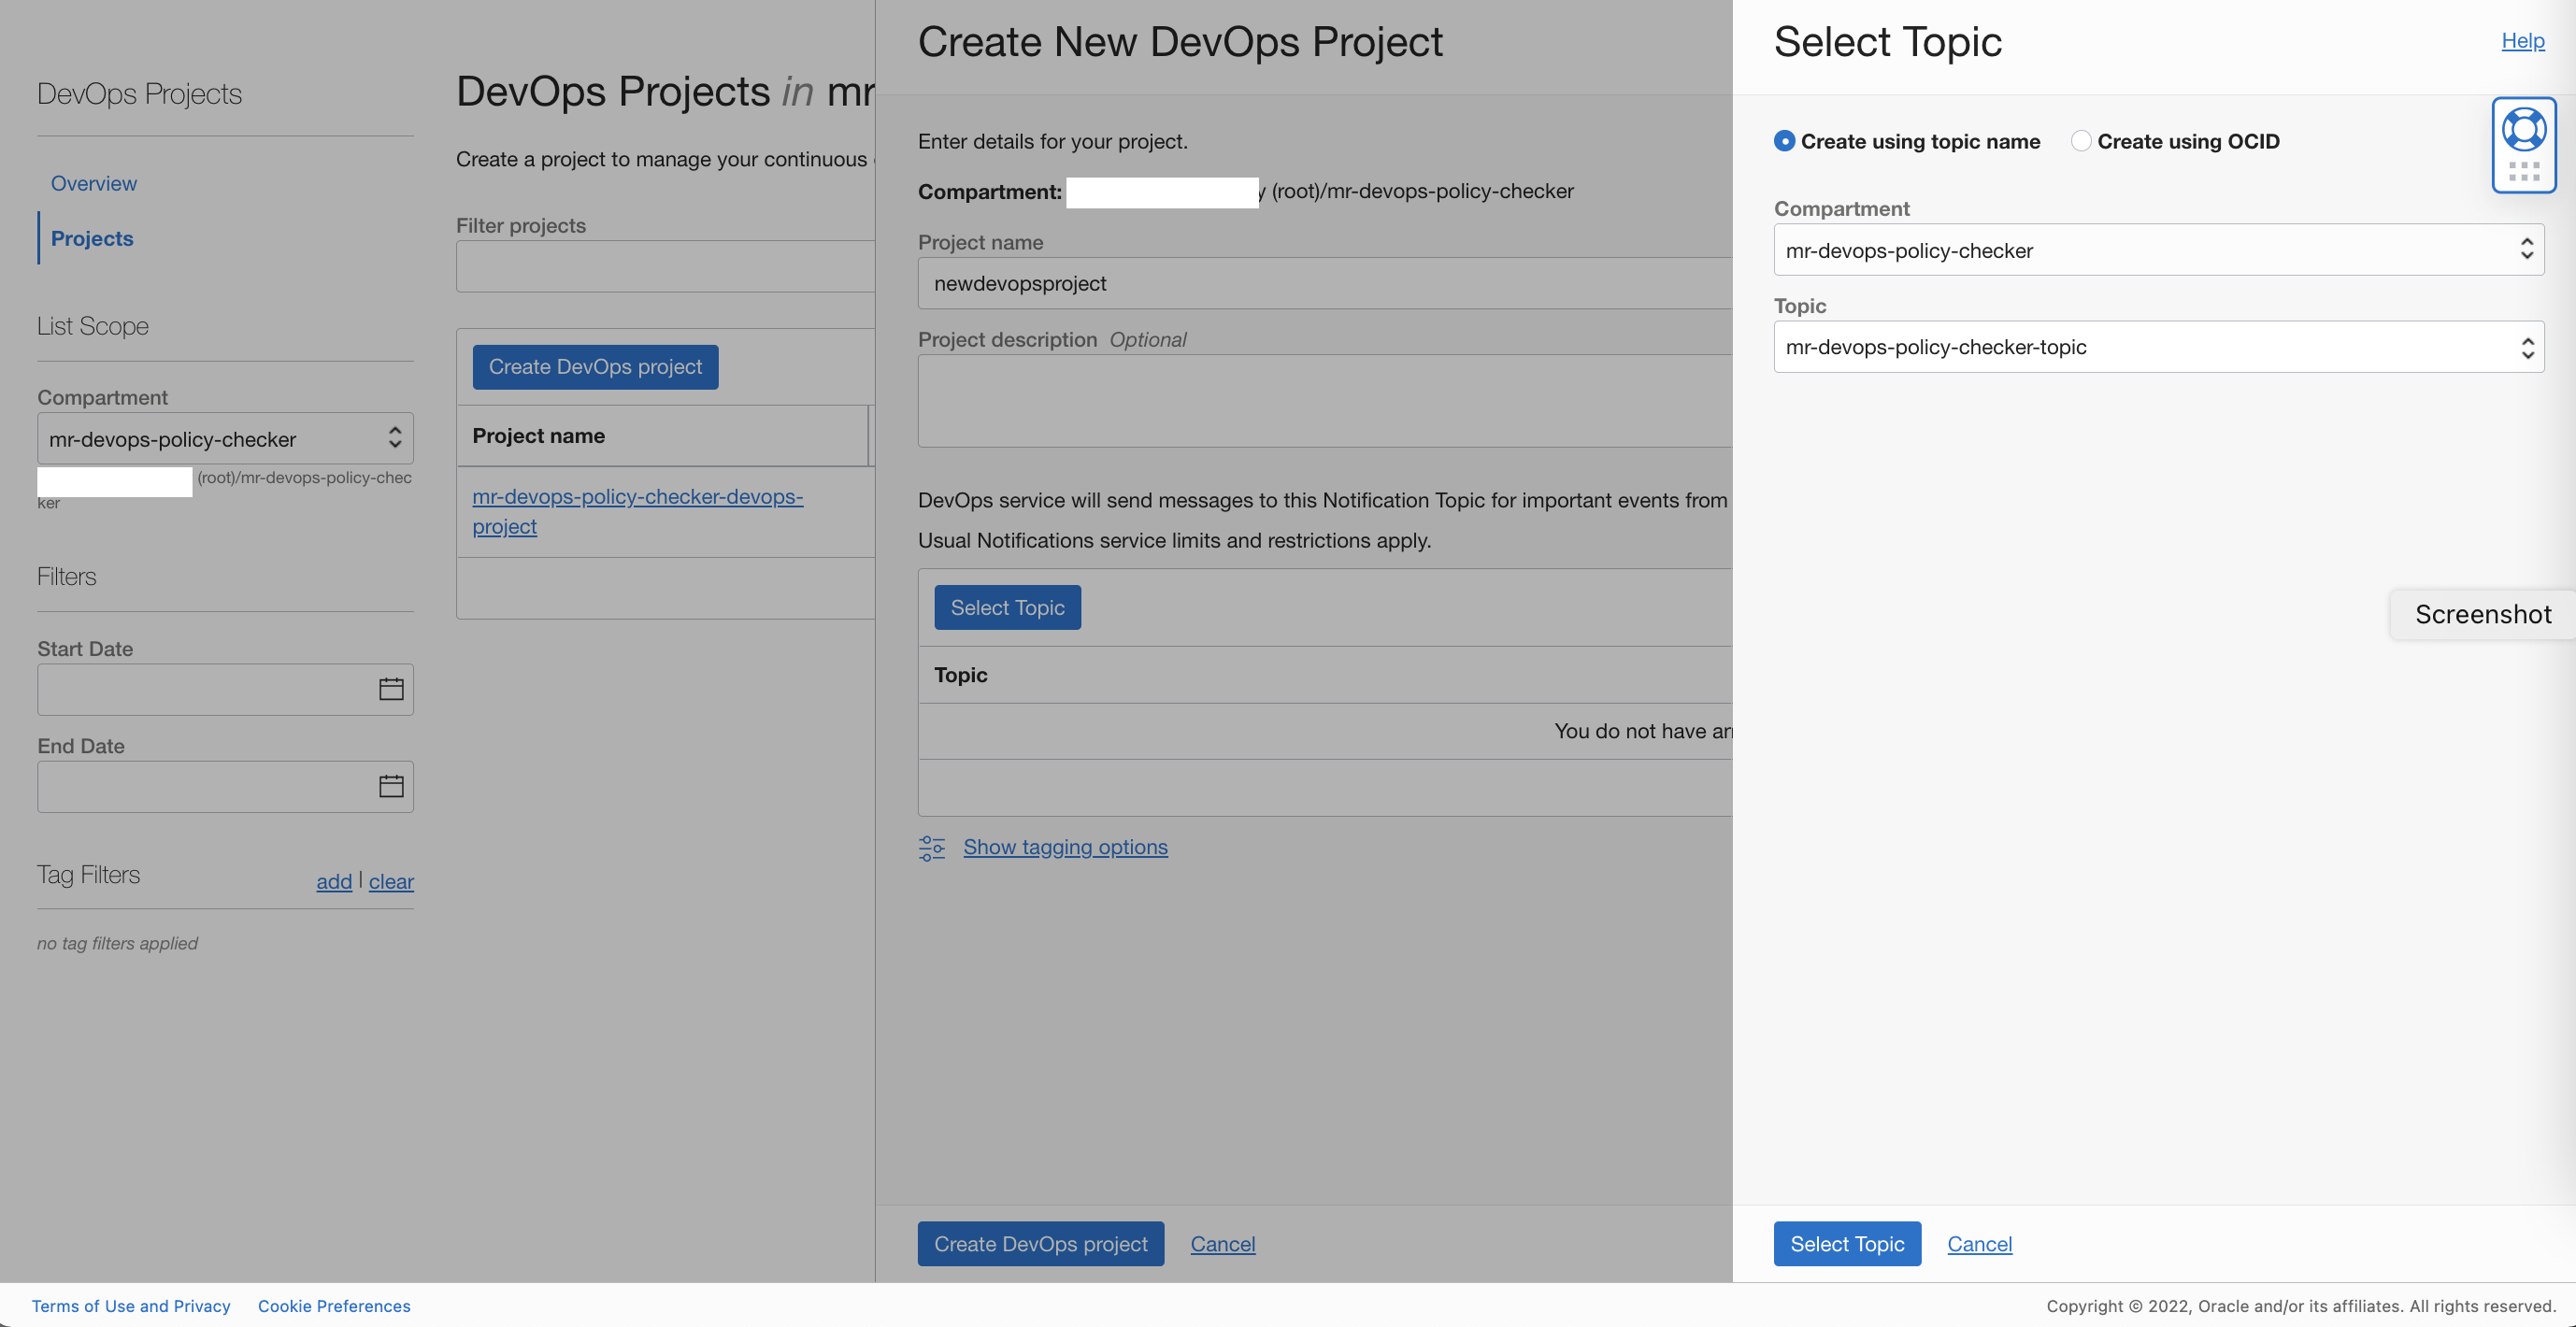 DevOps Projects
Overview
Projects
List Scope
Compartment
mr-devops-policy-checker
(root)/mr-devops-policy-chec
ker
Filters
Start Date
End Date
Tag Filters
add | clear
no tag filters applied
DevOps Projects in mr
Create a project to manage your continuous
Filter projects
Create DevOps project
Project name
mr-devops-policy-checker-devops-
project
Create New DevOps Project
Enter details for your project.
Compartment: y (root)/mr-devops-policy-checker
Project name
newdevopsproject
Project description Optional
DevOps service will send messages to this Notification Topic for important events from
Usual Notifications service limits and restrictions apply.
Select Topic
Topic
You do not have an
Show tagging options
Create DevOps project Cancel
Select Topic
Help
Create using topic name Create using OCID
Compartment
mr-devops-policy-checker
Topic
mr-devops-policy-checker-topic
Screenshot
Select Topic Cancel
Terms of Use and Privacy Cookie Preferences
Copyright © 2022, Oracle and/or its affiliates. All rights reserved.